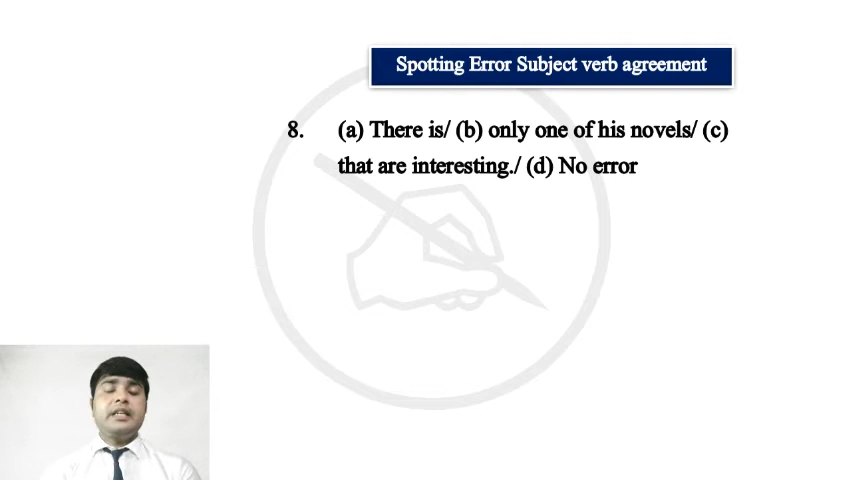 Spotting Error Subject verb agreement
8. (a) There is/ (b) only one of his novels/ (c)
that are interesting./ (d) No error